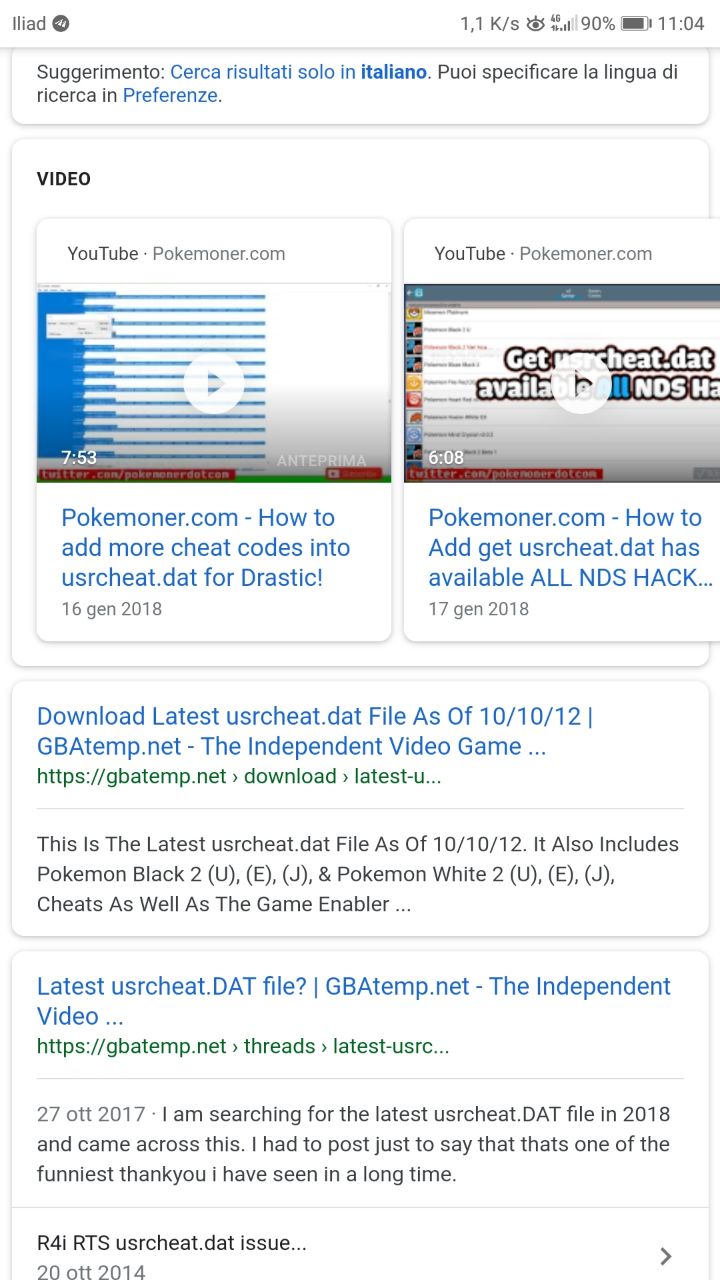 Iliad
1,1 K/s 4G 90% 11:04
Suggerimento: Cerca risultati solo in italiano. Puoi specificare la lingua di
ricerca in Preferenze.
VIDEO
YouTube · Pokemoner.com
7:53
ANTEPRIMA
twitter.com/pokemonerdotcom
Pokemoner.com - How to
add more cheat codes into
usrcheat.dat for Drastic!
16 gen 2018
YouTube · Pokemoner.com
Get usrcheat.dat
available All NDS Ha
6:08
twitter.com/pokemonerdotcom
Pokemoner.com - How to
Add get usrcheat.dat has
available ALL NDS HACK...
17 gen 2018
Download Latest usrcheat.dat File As Of 10/10/12 |
GBAtemp.net - The Independent Video Game ...
https://gbatemp.net › download › latest-u...
This Is The Latest usrcheat.dat File As Of 10/10/12. It Also Includes
Pokemon Black 2 (U), (E), (J), & Pokemon White 2 (U), (E), (J),
Cheats As Well As The Game Enabler ...
Latest usrcheat.DAT file? | GBAtemp.net - The Independent
Video ...
https://gbatemp.net › threads › latest-usrc...
27 ott 2017 · I am searching for the latest usrcheat.DAT file in 2018
and came across this. I had to post just to say that thats one of the
funniest thankyou i have seen in a long time.
R4i RTS usrcheat.dat issue...
20 ott 2014